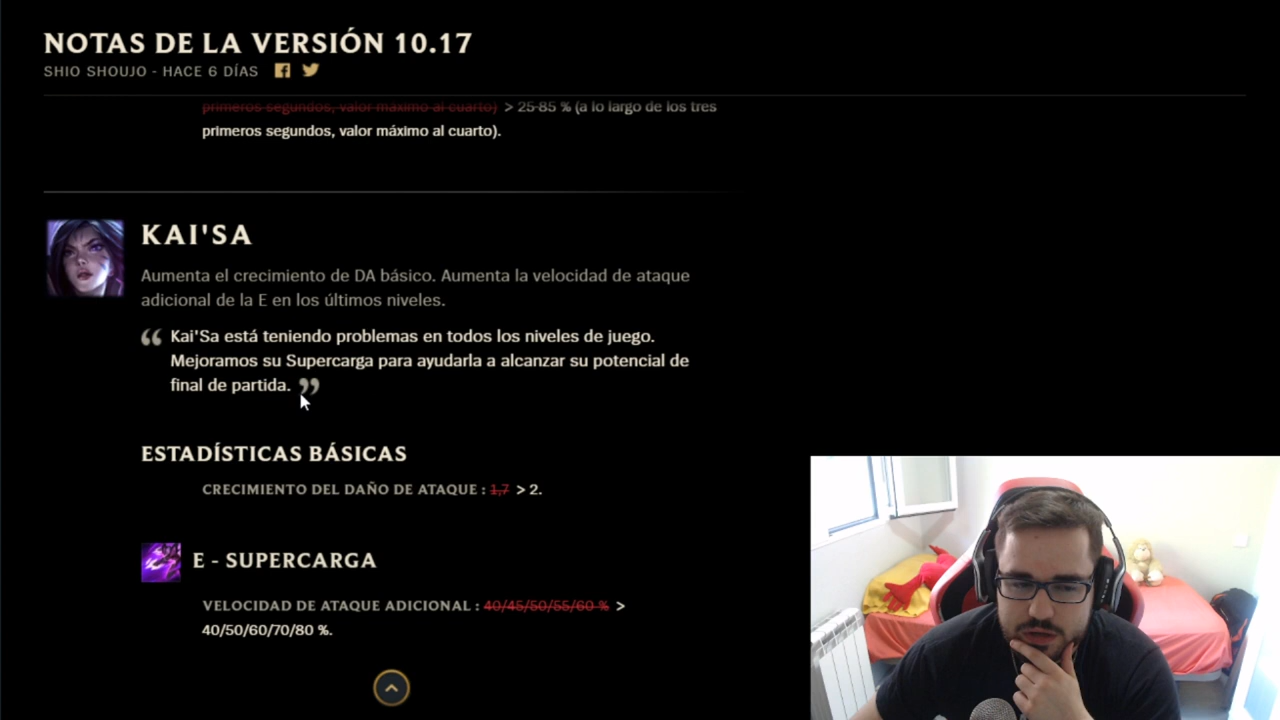 NOTAS DE LA VERSIÓN 10.17
SHIO SHOUJO - HACE 6 DÍAS
primeros segundos, valor máximo al cuarto) > 25-85 % (a lo largo de los tres
primeros segundos, valor máximo al cuarto).
KAI'SA
Aumenta el crecimiento de DA básico. Aumenta la velocidad de ataque
adicional de la E en los últimos niveles.
“ Kai'Sa está teniendo problemas en todos los niveles de juego.
Mejoramos su Supercarga para ayudarla a alcanzar su potencial de
final de partida. ”
ESTADÍSTICAS BÁSICAS
CRECIMIENTO DEL DAÑO DE ATAQUE : 1,7 > 2.
E - SUPERCARGA
VELOCIDAD DE ATAQUE ADICIONAL : 40/45/50/55/60 % >
40/50/60/70/80 %.